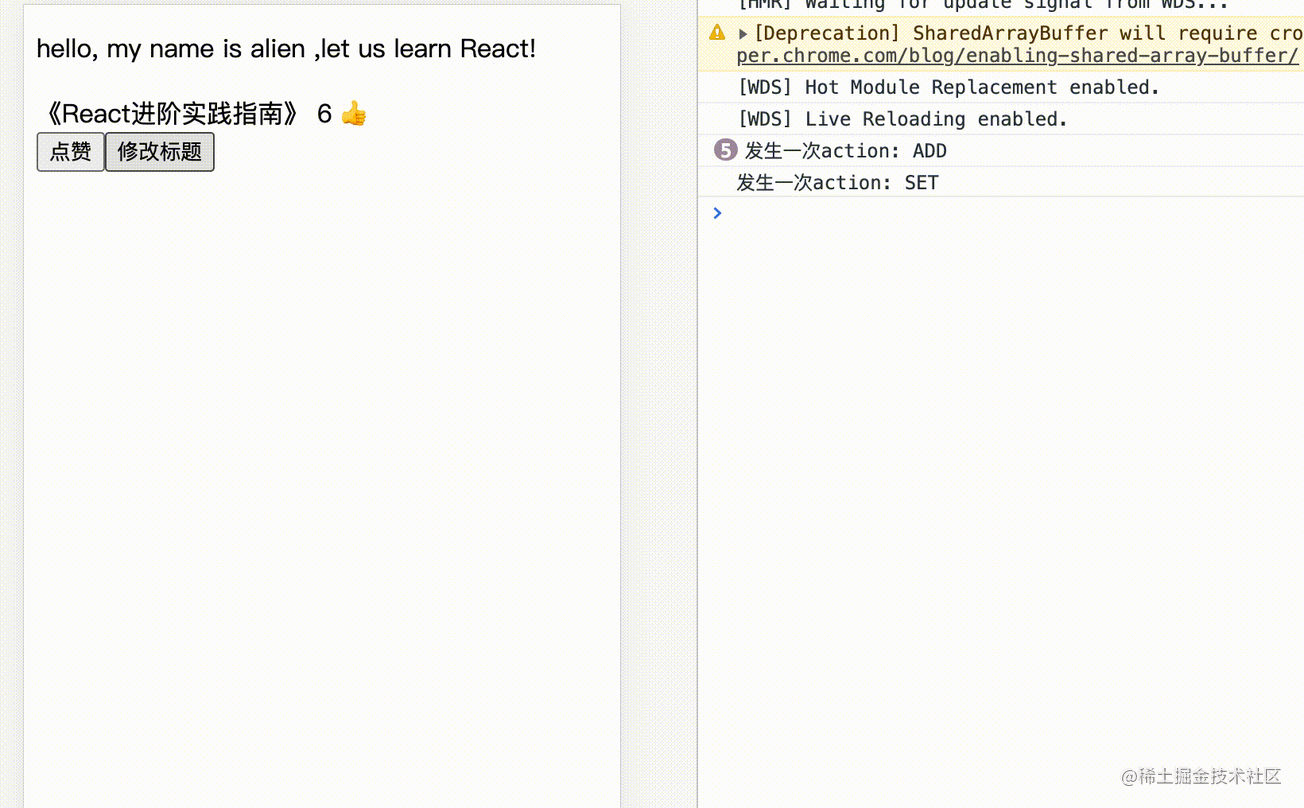 hello, my name is alien ,let us learn React!
《React进阶实践指南》 6 👍
点赞 修改标题
[HMR] Waiting for update signal from WDS...
[Deprecation] SharedArrayBuffer will require cro
per.chrome.com/blog/enabling-shared-array-buffer/
[WDS] Hot Module Replacement enabled.
[WDS] Live Reloading enabled.
5 发生一次action: ADD
发生一次action: SET
@稀土掘金技术社区